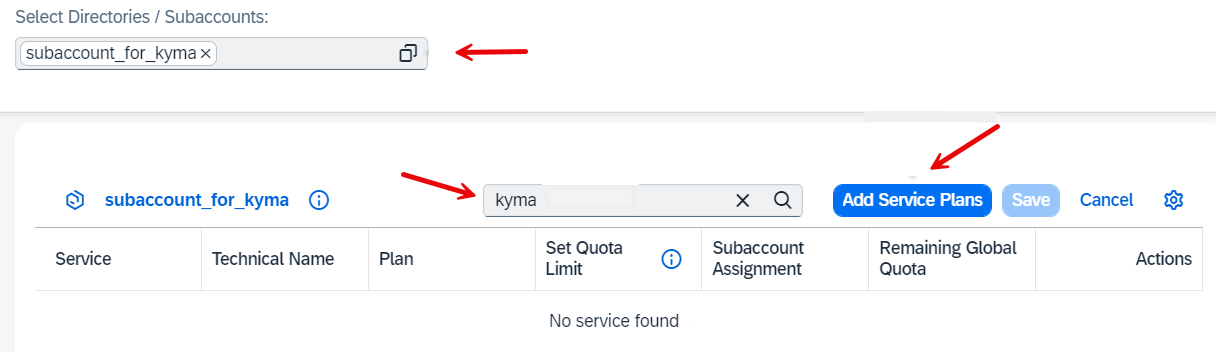 Select Directories / Subaccounts:
subaccount_for_kyma
subaccount_for_kyma
kyma
Add Service Plans
Save
Cancel
Service
Technical Name
Plan
Set Quota
Limit
Subaccount
Assignment
Remaining Global
Quota
Actions
No service found